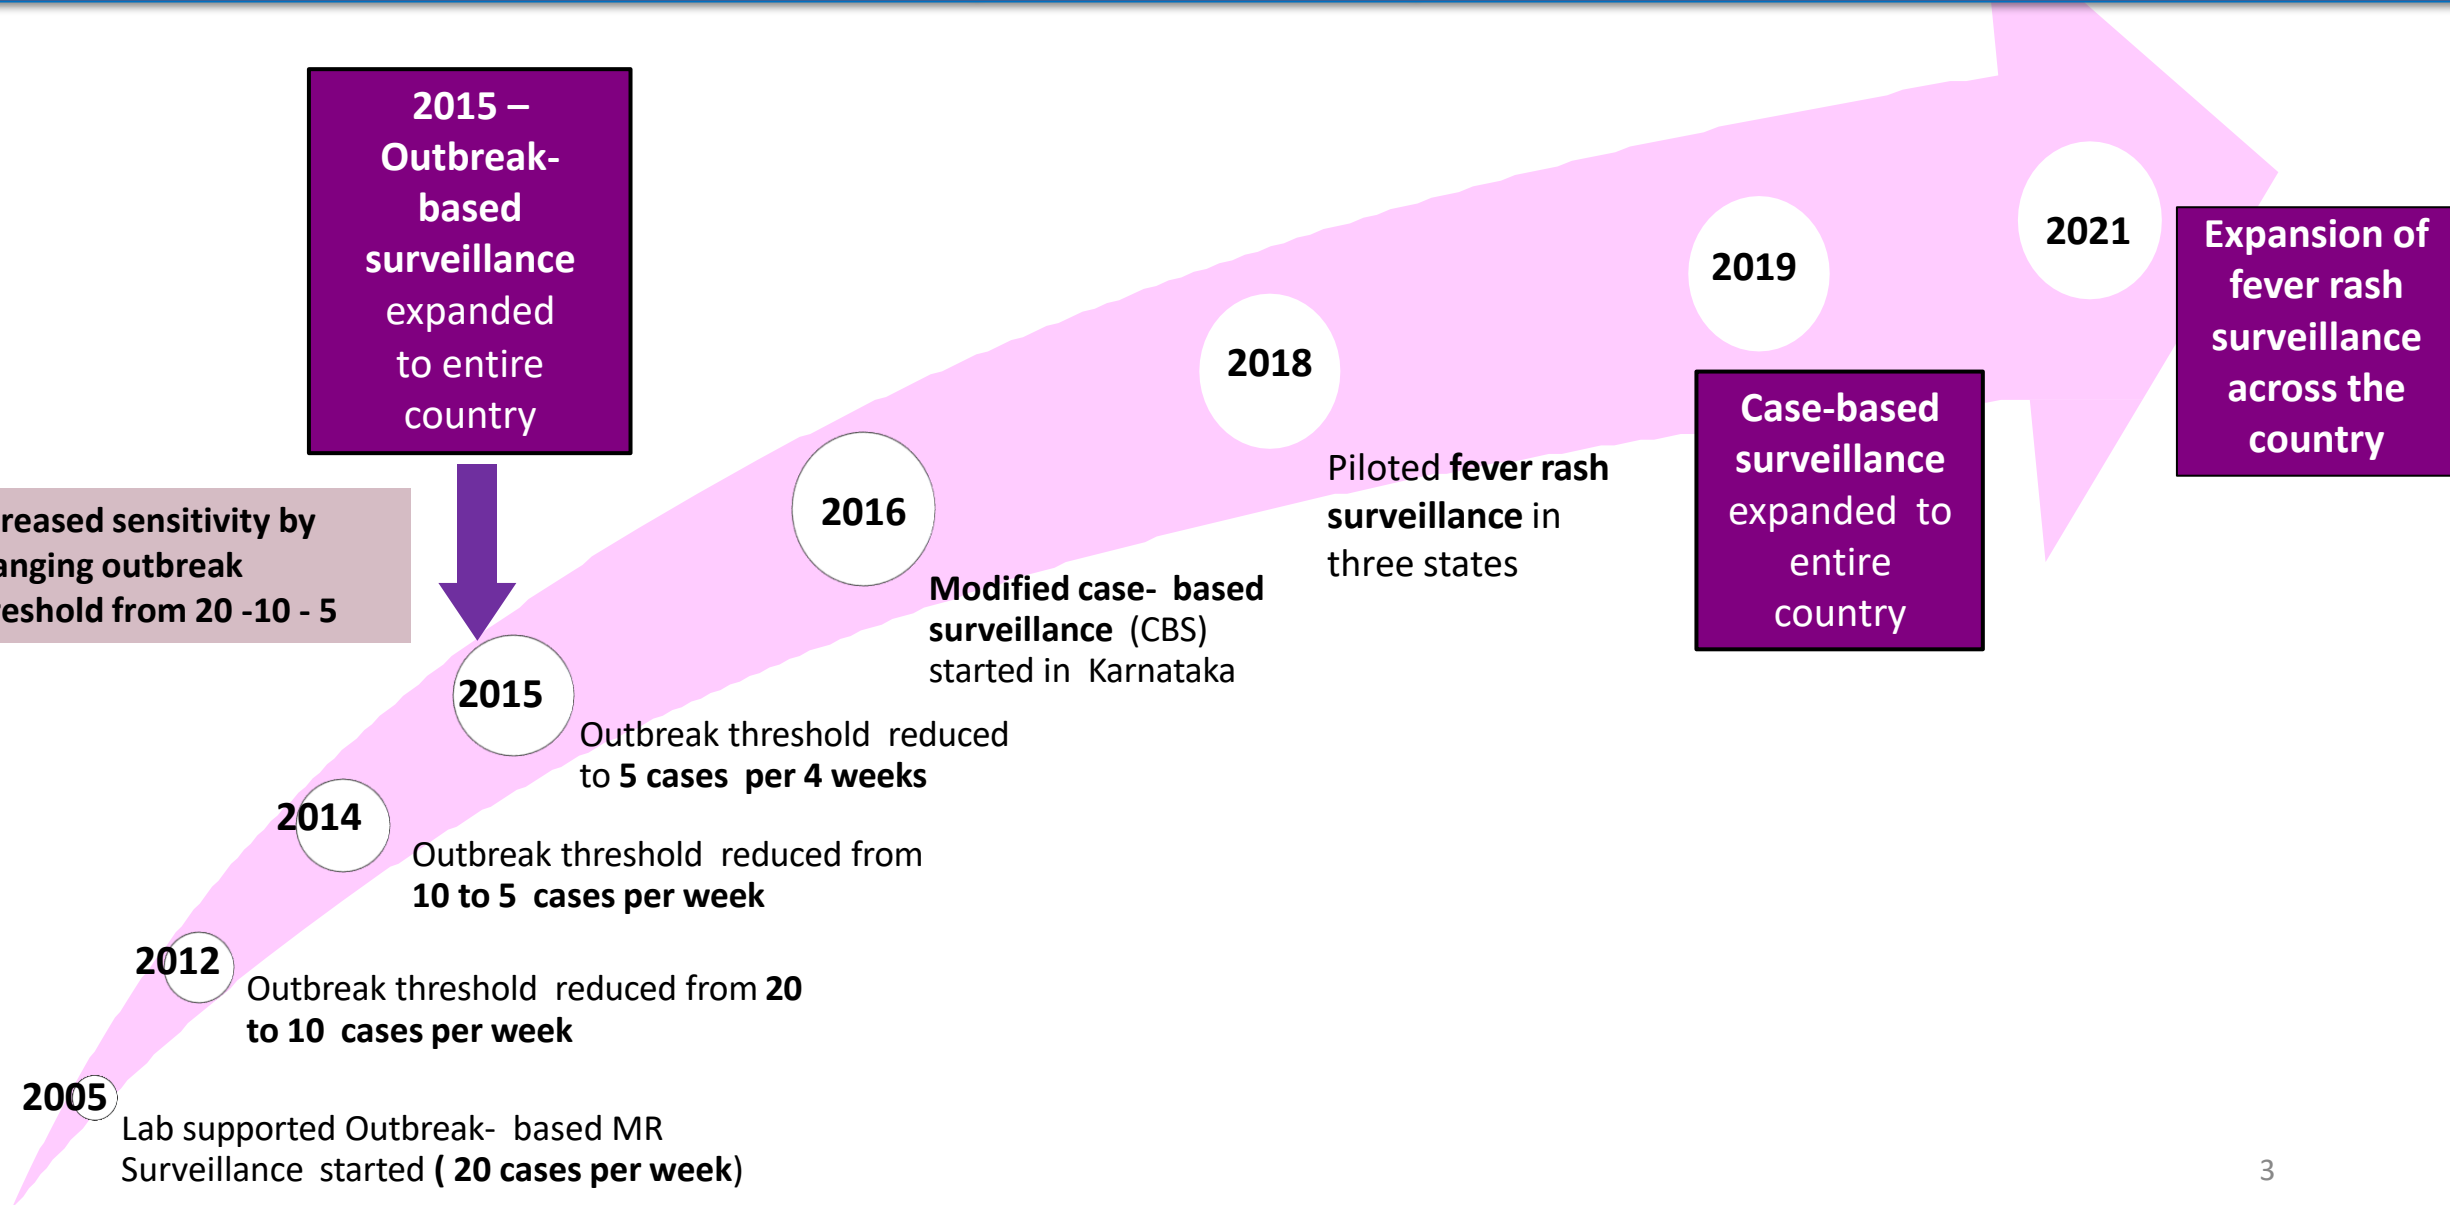 2015 –
Outbreak-
based
surveillance
expanded
to entire
country
reased sensitivity by
anging outbreak
eshold from 20 -10 - 5
2005
Lab supported Outbreak- based MR
Surveillance started ( 20 cases per week)
2012
Outbreak threshold reduced from 20
to 10 cases per week
2014
Outbreak threshold reduced from
10 to 5 cases per week
2015
Outbreak threshold reduced
to 5 cases per 4 weeks
2016
Modified case- based
surveillance (CBS)
started in Karnataka
2018
Piloted fever rash
surveillance in
three states
2019
Case-based
surveillance
expanded to
entire
country
2021
Expansion of
fever rash
surveillance
across the
country
3